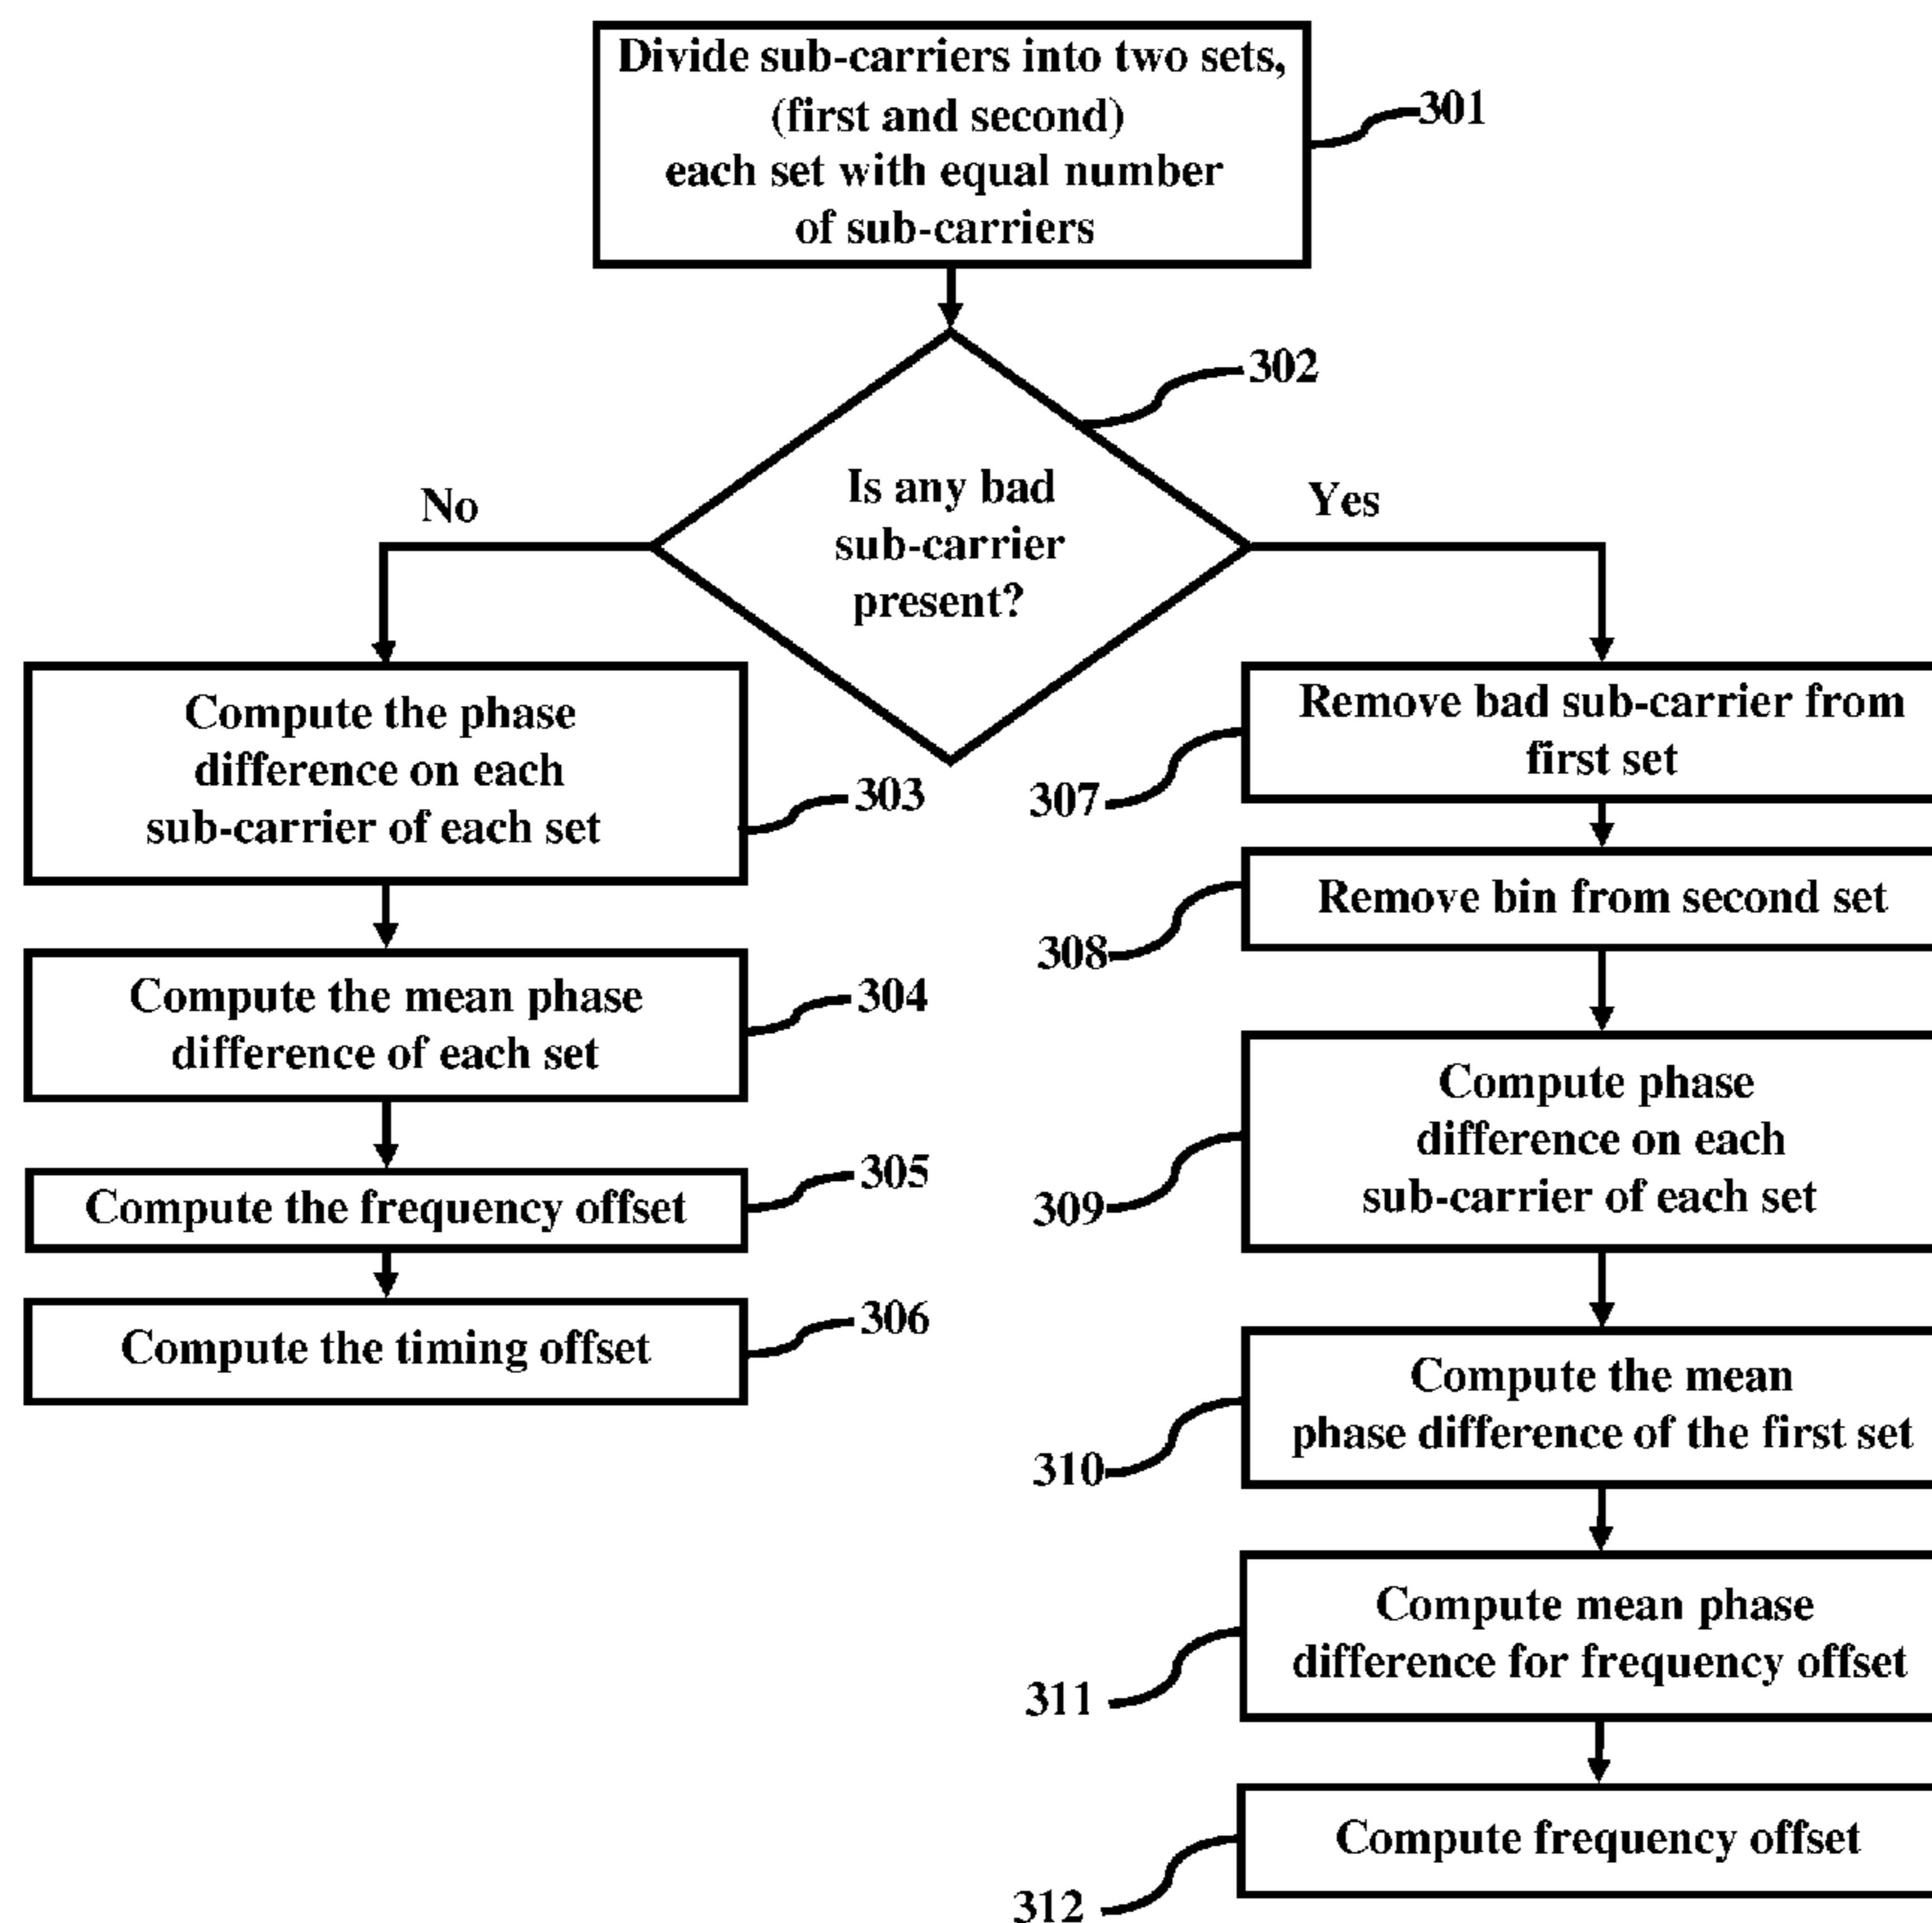 Divide sub-carriers into two sets,
(first and second)
each set with equal number
of sub-carriers
301
302
Is any bad
sub-carrier
present?
No
Yes
Compute the phase
difference on each
sub-carrier of each set
303
Compute the mean phase
difference of each set
304
Compute the frequency offset
305
Compute the timing offset
306
Remove bad sub-carrier from
first set
307
Remove bin from second set
308
Compute phase
difference on each
sub-carrier of each set
309
Compute the mean
phase difference of the first set
310
Compute mean phase
difference for frequency offset
311
Compute frequency offset
312